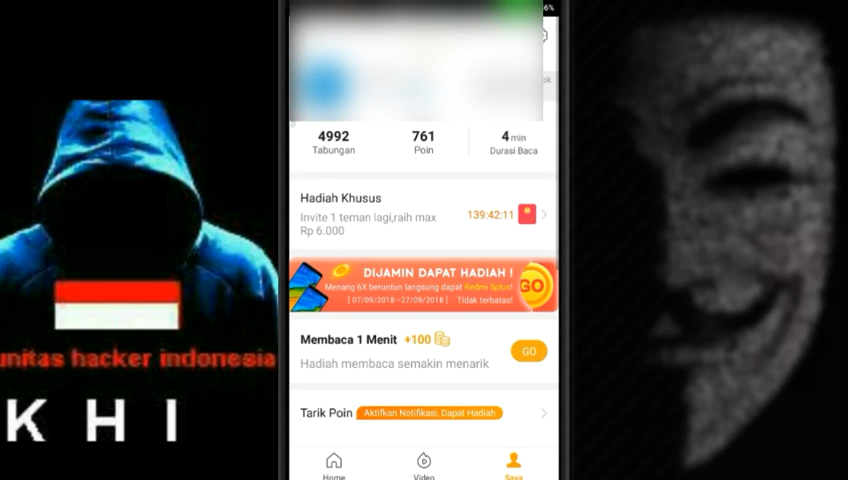 6%
4992
Tabungan
761
Poin
4 min
Durasi Baca
Hadiah Khusus
Invite 1 teman lagi,raih max
Rp 6.000
139:42:11
DIJAMIN DAPAT HADIAH !
Menang 6X beruntun langsung dapat Redmi 5plus!
[ 07/09/2018—27/09/2018 ] Tidak terbatas!
GO
Membaca 1 Menit +100
Hadiah membaca semakin menarik
GO
Tarik Poin Aktifkan Notifikasi, Dapat Hadiah
Home
Video
Saya
unitas hacker indonesia
K H I